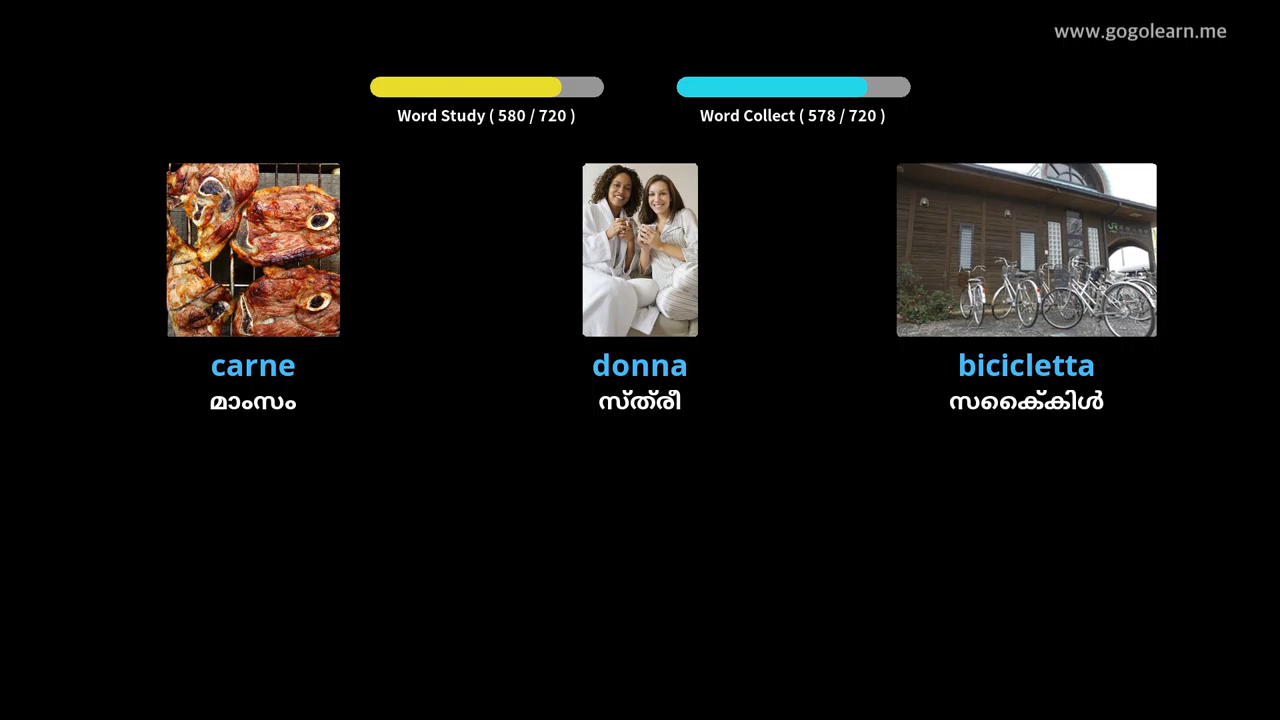 www.gogolearn.me
Word Study ( 580 / 720 )
Word Collect ( 578 / 720 )
carne
donna
bicicletta
മാംസം
സ്ത്രീ
സൈക്കിൾ